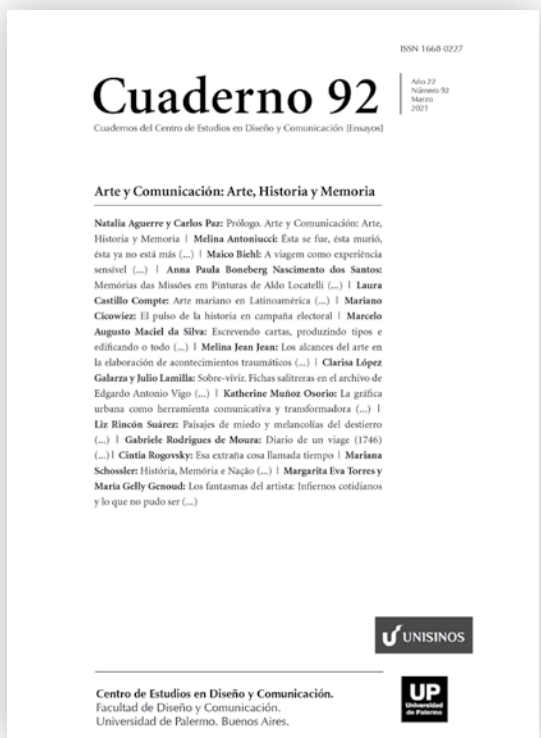 ISSN 1668-0227
Cuaderno 92
Año 22
Número 92
Marzo
2021
Cuadernos del Centro de Estudios en Diseño y Comunicación [Ensayos]
Arte y Comunicación: Arte, Historia y Memoria
Natalia Aguerre y Carlos Paz: Prólogo. Arte y Comunicación: Arte,
Historia y Memoria | Melina Antoniucci: Ésta se fue, ésta murió,
ésta ya no está más (...) | Maico Biehl: A viagem como experiência
sensível (...) | Anna Paula Boneberg Nascimento dos Santos:
Memórias das Missões em Pinturas de Aldo Locatelli (...) | Laura
Castillo Compte: Arte mariano en Latinoamérica (...) | Mariano
Cicowiez: El pulso de la historia en campaña electoral | Marcelo
Augusto Maciel da Silva: Escrevendo cartas, produzindo tipos e
edificando o todo (...) | Melina Jean Jean: Los alcances del arte en
la elaboración de acontecimientos traumáticos (...) | Clarisa López
Galarza y Julio Lamilla: Sobre-vivir. Fichas salitreras en el archivo de
Edgardo Antonio Vigo (...) | Katherine Muñoz Osorio: La gráfica
urbana como herramienta comunicativa y transformadora (...) |
Liz Rincón Suárez: Paisajes de miedo y melancolías del destierro
(...) | Gabriele Rodrigues de Moura: Diario de un viage (1746)
(...)| Cintia Rogovsky: Esa extraña cosa llamada tiempo | Mariana
Schossler: História, Memória e Nação (...) | Margarita Eva Torres y
María Gelly Genoud: Los fantasmas del artista: Infiernos cotidianos
y lo que no pudo ser (...)
UNISINOS
Centro de Estudios en Diseño y Comunicación.
Facultad de Diseño y Comunicación.
Universidad de Palermo. Buenos Aires.
UP
Universidad
de Palermo